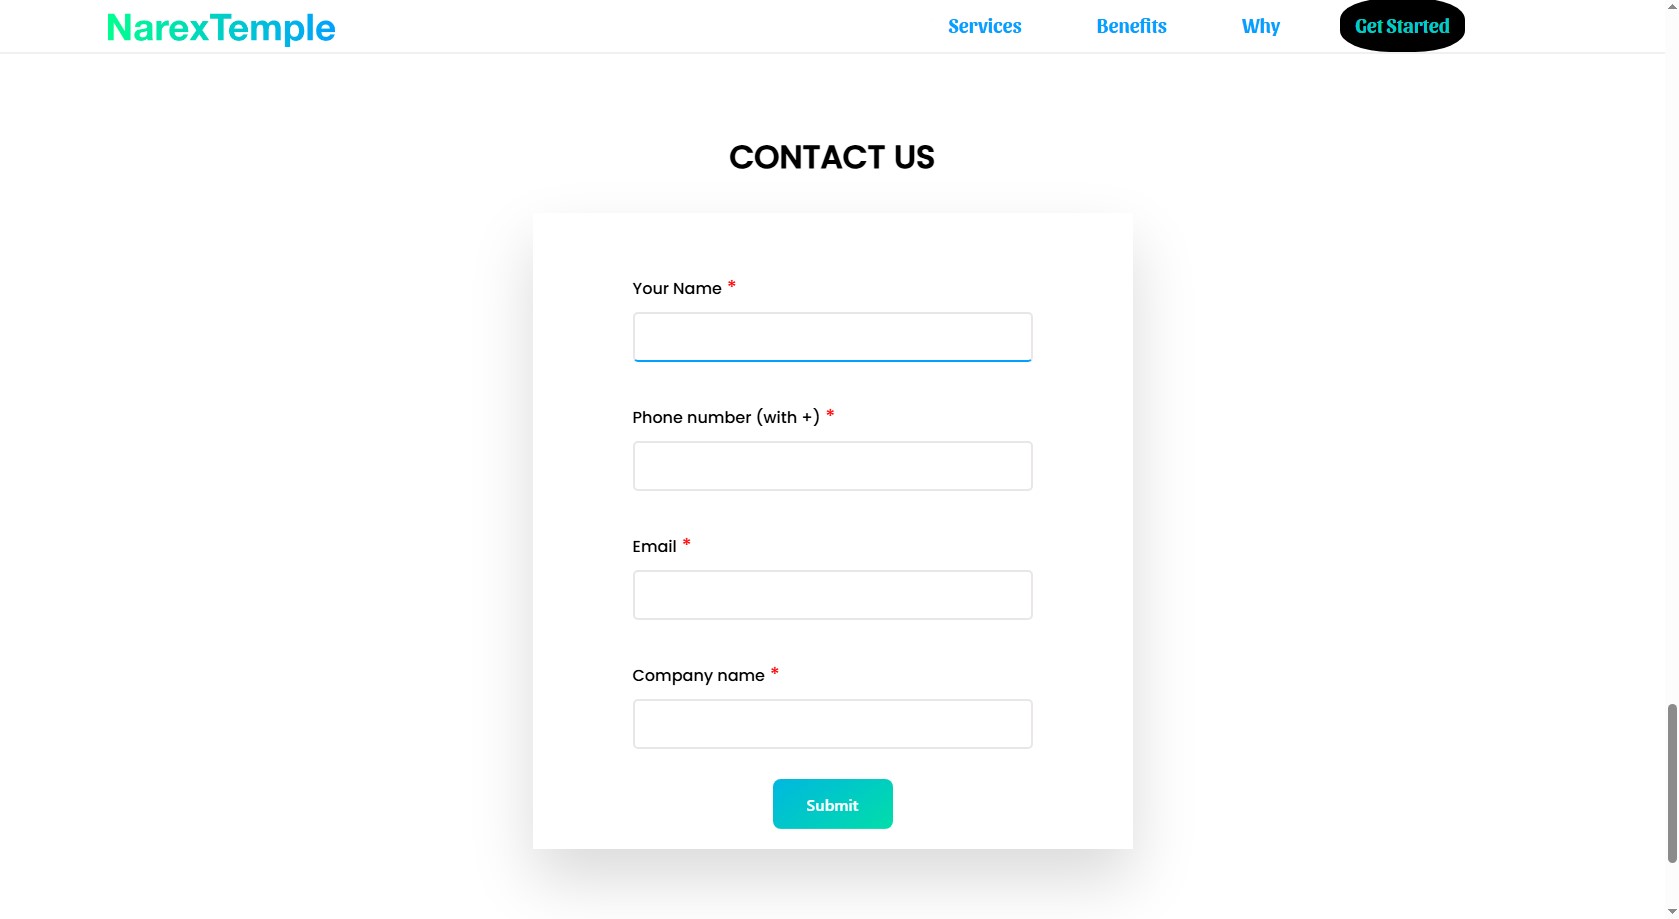 NarexTemple Services Benefits Why Get Started
CONTACT US
Your Name *
Phone number (with +) *
Email *
Company name *
Submit